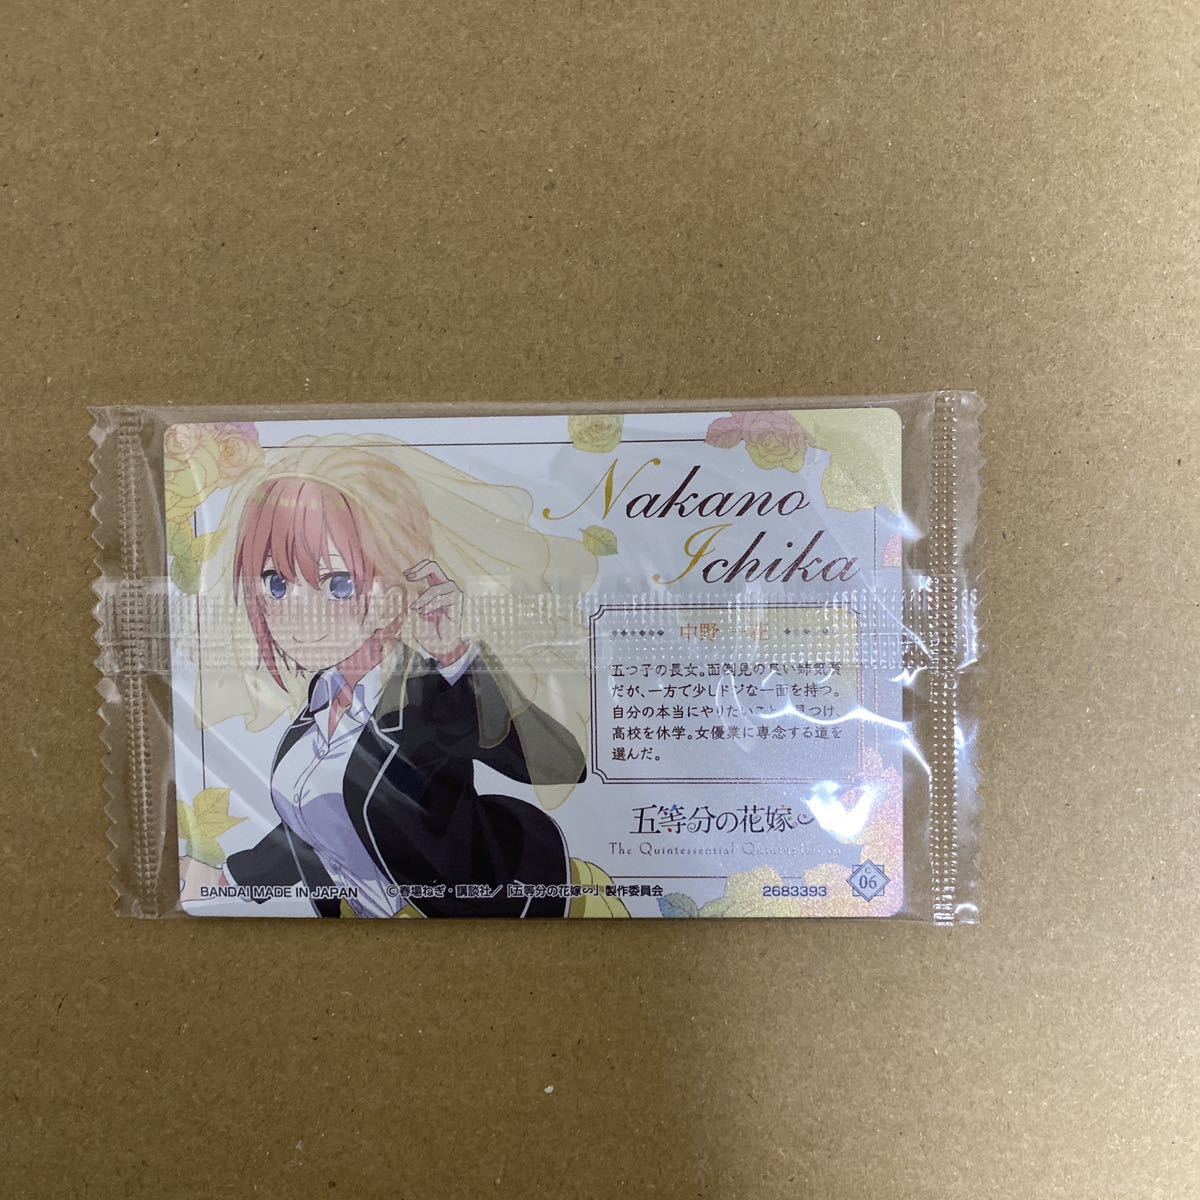 Nakano
Ichika
中野 一花
五つ子の長女。面倒見の良い姉気質
だが、一方で少しドジな一面を持つ。
自分の本当にやりたいこと 見つけ、
高校を休学。女優業に専念する道を
選んだ。
五等分の花嫁∽
The Quintessential
BANDAI MADE IN JAPAN
©春場ねぎ・講談社／「五等分の花嫁∽」製作委員会
2683393
C
06